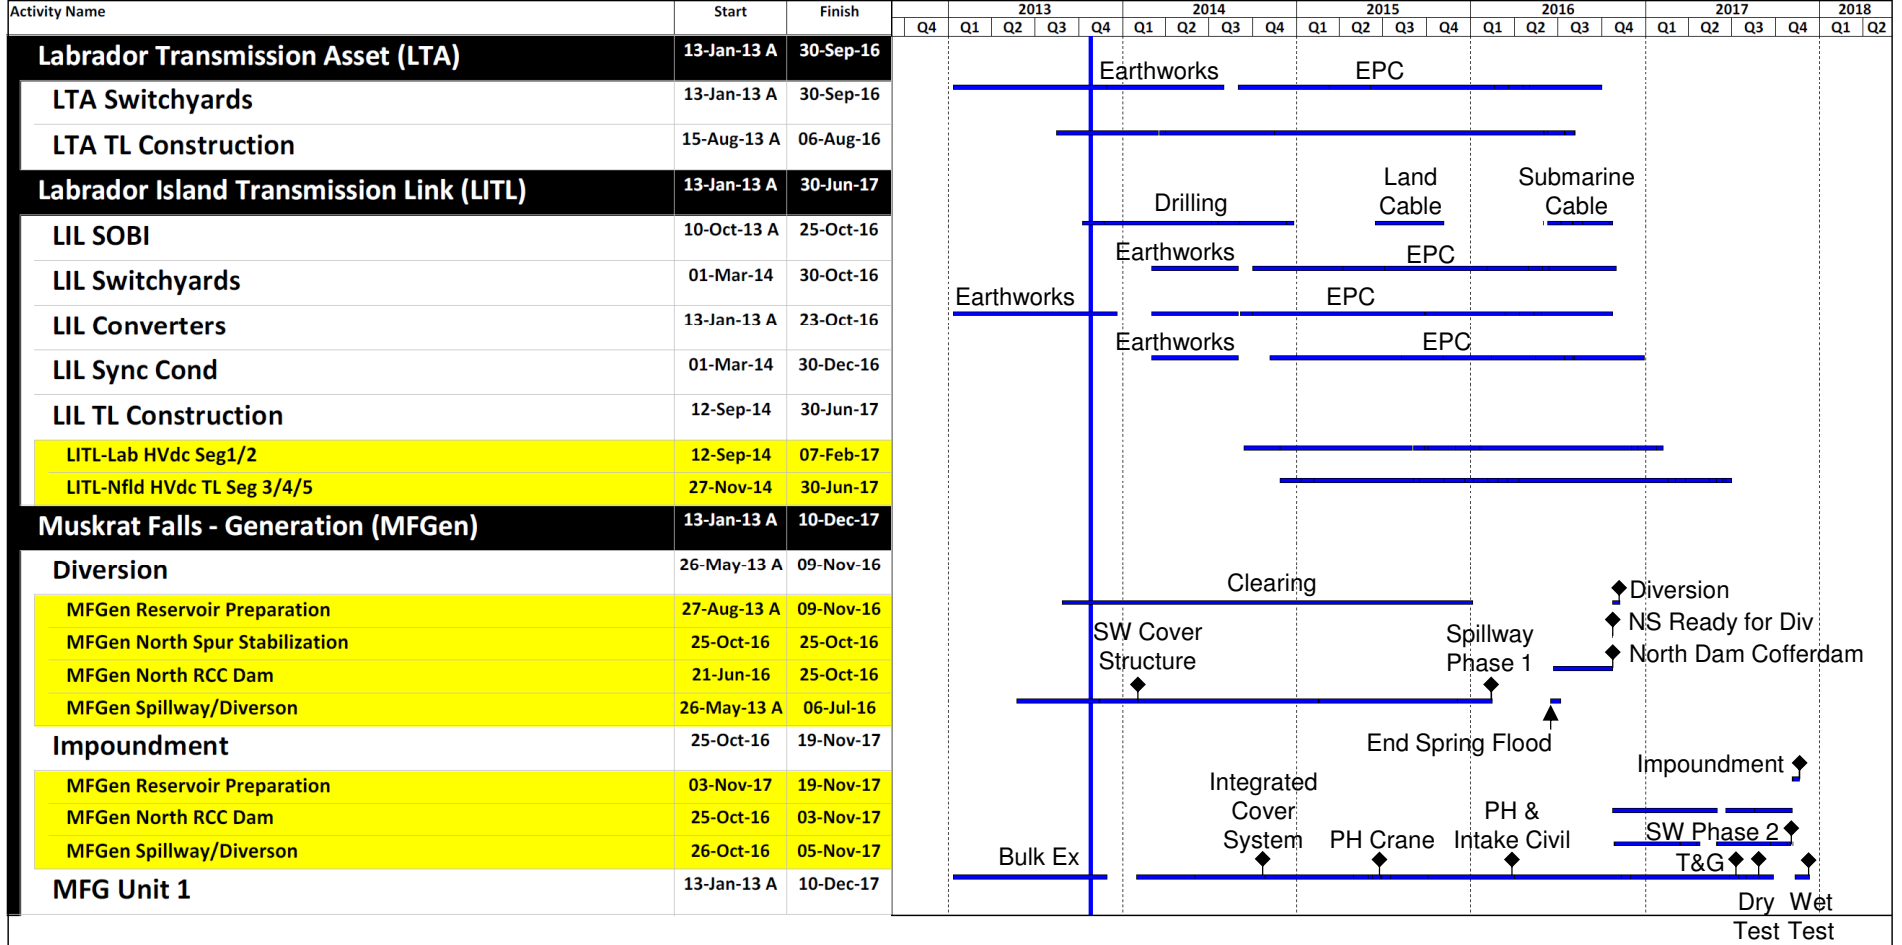 Activity Name Start Finish 2013 2014 2015 2016 2017 2018
Q4 Q1 Q2 Q3 Q4 Q1 Q2 Q3 Q4 Q1 Q2 Q3 Q4 Q1 Q2 Q3 Q4 Q1 Q2 Q3 Q4 Q1 Q2
Labrador Transmission Asset (LTA) 13-Jan-13 A 30-Sep-16
Earthworks EPC
LTA Switchyards 13-Jan-13 A 30-Sep-16
LTA TL Construction 15-Aug-13 A 06-Aug-16
Labrador Island Transmission Link (LITL) 13-Jan-13 A 30-Jun-17
Land Submarine
Drilling Cable Cable
LIL SOBI 10-Oct-13 A 25-Oct-16
Earthworks EPC
LIL Switchyards 01-Mar-14 30-Oct-16
Earthworks EPC
LIL Converters 13-Jan-13 A 23-Oct-16
Earthworks EPC
LIL Sync Cond 01-Mar-14 30-Dec-16
LIL TL Construction 12-Sep-14 30-Jun-17
LITL-Lab HVdc Seg1/2 12-Sep-14 07-Feb-17
LITL-Nfld HVdc TL Seg 3/4/5 27-Nov-14 30-Jun-17
Muskrat Falls - Generation (MFGen) 13-Jan-13 A 10-Dec-17
Diversion 26-May-13 A 09-Nov-16
Clearing Diversion
MFGen Reservoir Preparation 27-Aug-13 A 09-Nov-16
NS Ready for Div
MFGen North Spur Stabilization 25-Oct-16 25-Oct-16
SW Cover Spillway
Structure Phase 1 North Dam Cofferdam
MFGen North RCC Dam 21-Jun-16 25-Oct-16
MFGen Spillway/Diverson 26-May-13 A 06-Jul-16
Impoundment 25-Oct-16 19-Nov-17
End Spring Flood
Impoundment
MFGen Reservoir Preparation 03-Nov-17 19-Nov-17
Integrated
Cover PH &
MFGen North RCC Dam 25-Oct-16 03-Nov-17
System PH Crane Intake Civil SW Phase 2
MFGen Spillway/Diverson 26-Oct-16 05-Nov-17
Bulk Ex T&G
MFG Unit 1 13-Jan-13 A 10-Dec-17
Dry Wet
Test Test